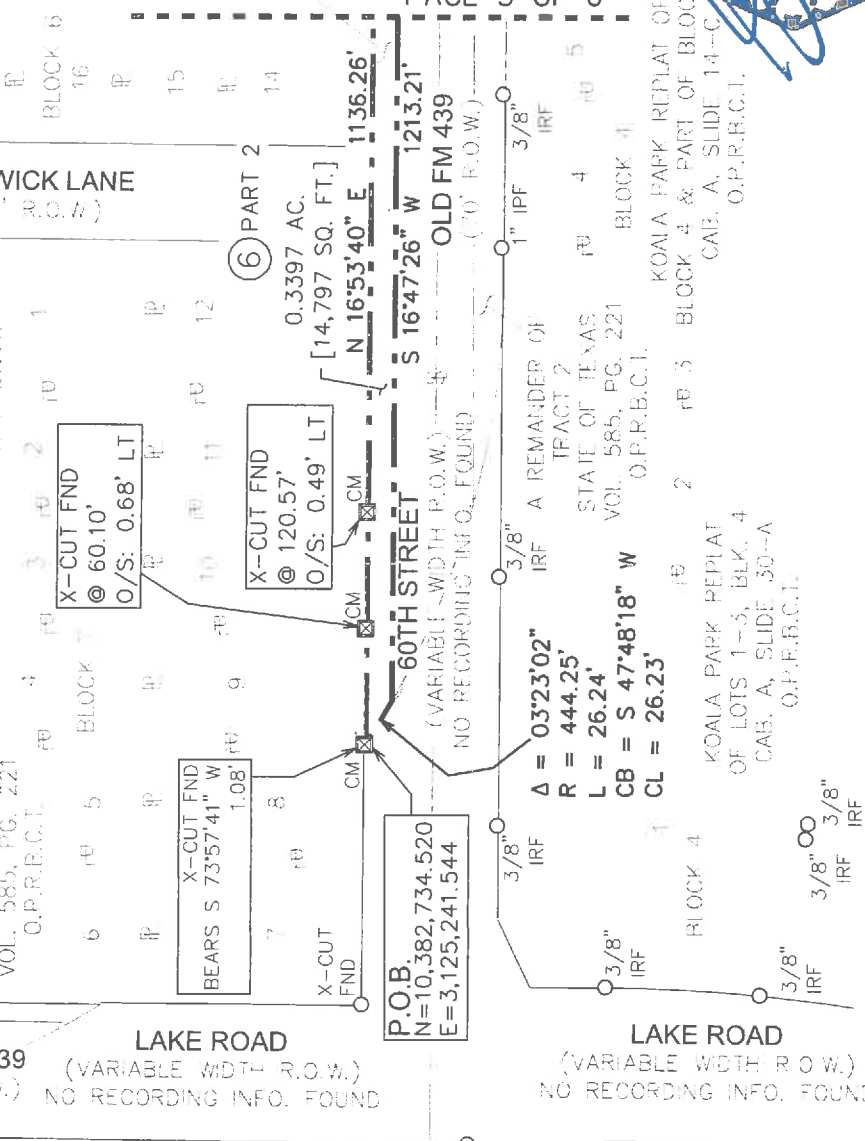 PAGE 5 OF 6
BLOCK 6
16
15
14
WICK LANE
R.O.W.)
6 PART 2
0.3397 AC.
[14,797 SQ. FT.]
N 16°53'40" E 1136.26'
S 16°47'26" W 1213.21'
OLD FM 439
(70' R.O.W.)
3/8"
IRF
1" IPF
5
4
BLOCK 4
KOALA PARK REPLAT OF
BLOCK 4 & PART OF BLOC
CAB. A, SLIDE 14-C
O.P.R.B.C.T.
1
12
2
11
3
10
4
9
BLOCK
5
8
6
7
X-CUT FND
@ 60.10'
O/S: 0.68' LT
X-CUT FND
@ 120.57'
O/S: 0.49' LT
CM
CM
CM
60TH STREET
(VARIABLE WIDTH R.O.W.)
NO RECORDING INFO. FOUND
A REMANDER OF
TRACT 2
STATE OF TEXAS
VOL. 585, PG. 221
O.P.R.B.C.T.
3
2
3/8"
IRF
Δ = 03°23'02"
R = 444.25'
L = 26.24'
CB = S 47°48'18" W
CL = 26.23'
KOALA PARK REPLAT
OF LOTS 1-3, BLK. 4
CAB. A, SLIDE 30-A
O.P.R.B.C.T.
VOL. 585, PG. 221
O.P.R.B.C.T.
X-CUT FND
BEARS S 73°57'41" W
1.08'
X-CUT
FND
P.O.B.
N=10,382,734.520
E=3,125,241.544
3/8"
IRF
1
BLOCK 4
3/8"
IRF
3/8"
IRF
3/8"
IRF
3/8"
IRF
LAKE ROAD
(VARIABLE WIDTH R.O.W.)
NO RECORDING INFO. FOUND
LAKE ROAD
(VARIABLE WIDTH R.O.W.)
NO RECORDING INFO. FOUN
39
.)